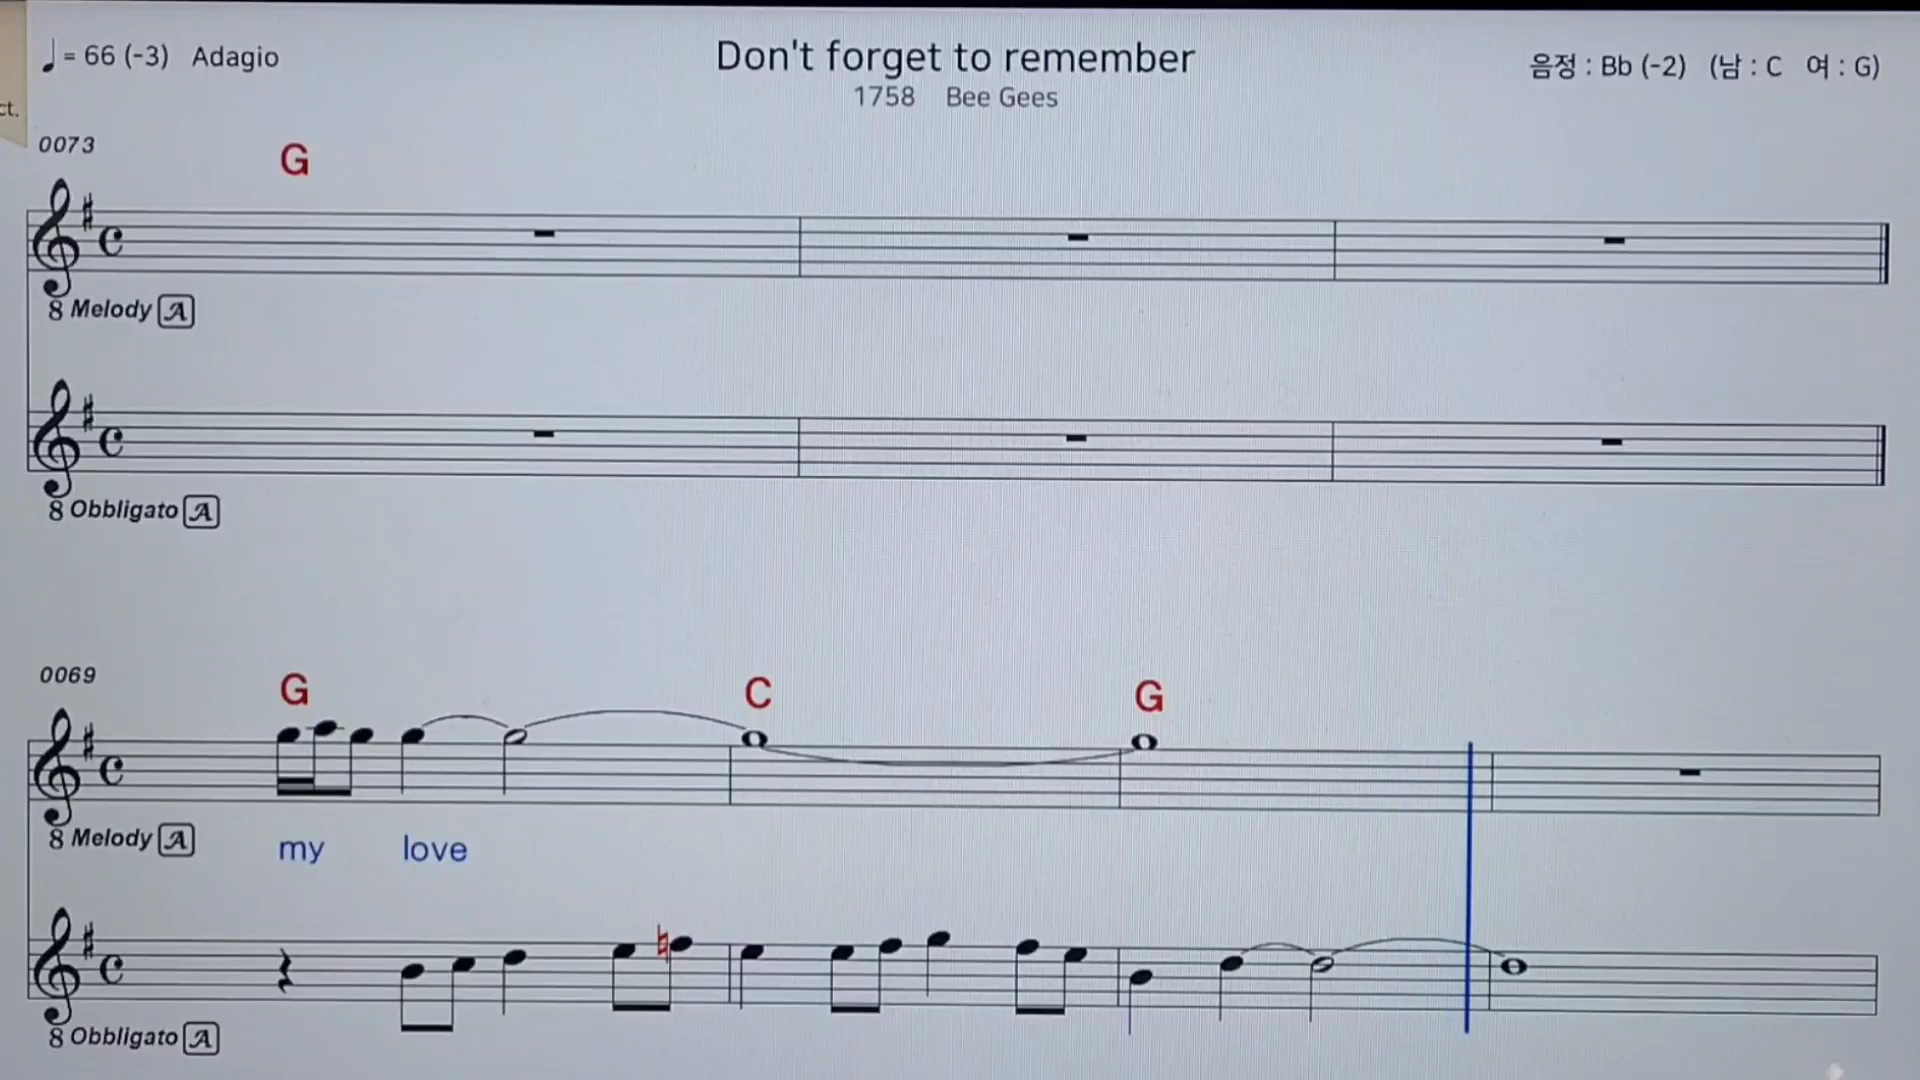 ♩= 66 (-3) Adagio
Don't forget to remember
음정 : Bb (-2) (남 : C 여 : G)
1758 Bee Gees
ct.
0073
G
8 Melody A
8 Obbligato A
0069
G C G
8 Melody A
my love
8 Obbligato A